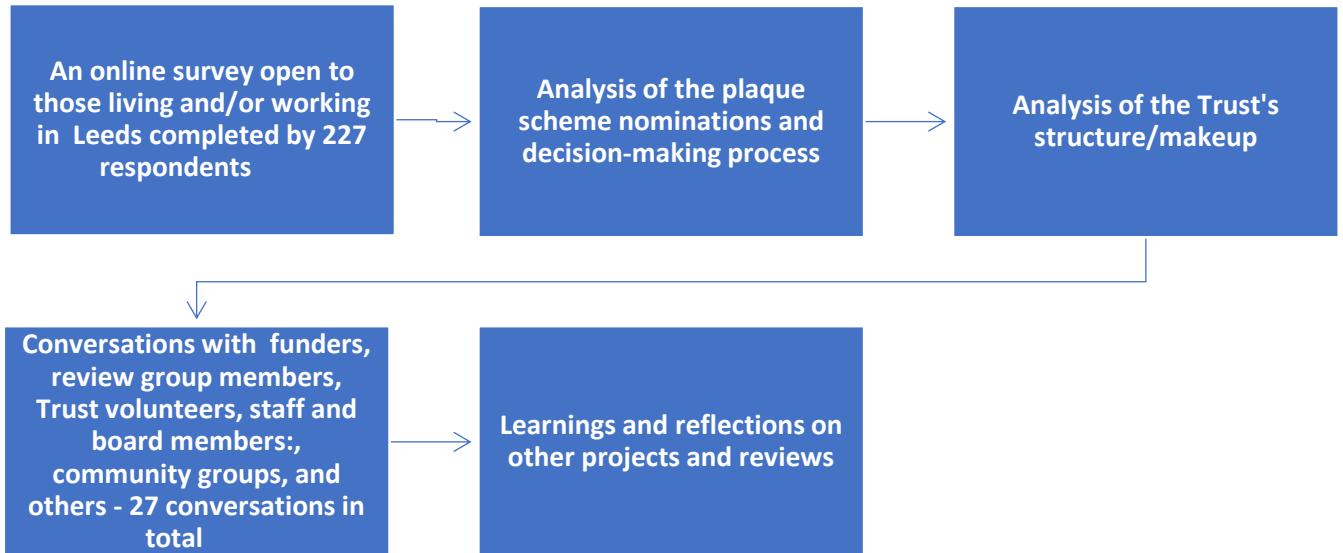 An online survey open to
those living and/or working
in  Leeds completed by 227
respondents
Analysis of the plaque
scheme nominations and
decision-making process
Analysis of the Trust's
structure/makeup
Conversations with  funders,
review group members,
Trust volunteers, staff and
board members:,
community groups, and
others - 27 conversations in
total
Learnings and reflections on
other projects and reviews